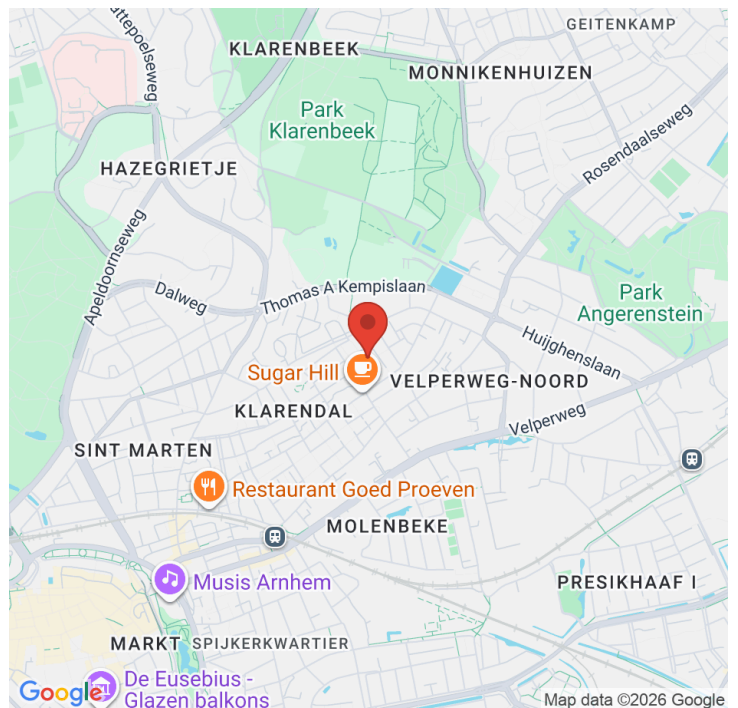 GEITENKAMP
KLARENBEEK
MONNIKENHUIZEN
Park
Klarenbeek
Rosendaalseweg
HAZEGRIETJE
Apeldoornseweg
Dalweg
Thomas A Kempislaan
Park
Angerenstein
Huijghenslaan
Sugar Hill
VELPERWEG-NOORD
KLARENDAL
Velperweg
SINT MARTEN
Restaurant Goed Proeven
MOLENBEKE
Musis Arnhem
PRESIKHAAF I
MARKT
SPIJKERKWARTIER
De Eusebius -
Glazen balkons
Google
Map data ©2026 Google